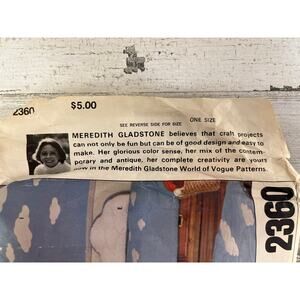 2360
$5.00
SEE REVERSE SIDE FOR SIZE
ONE SIZE
MEREDITH GLADSTONE believes that craft projects
can not only be fun but can be of good design and easy to
make. Her glorious color sense, her mix of the contem-
porary and antique, her complete creativity are yours
now in the Meredith Gladstone World of Vogue Patterns.
2360